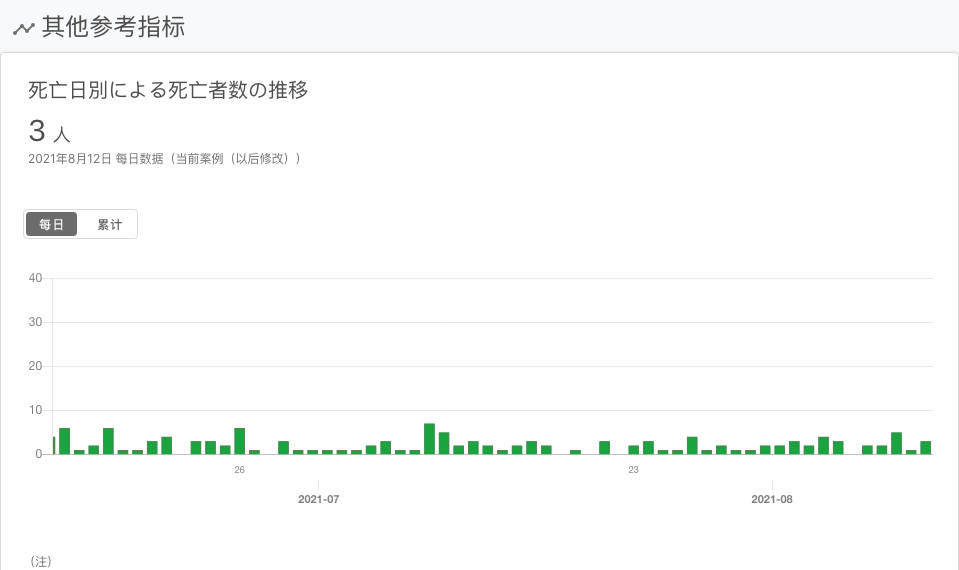 其他参考指标
死亡日別による死亡者数の推移
3 人
2021年8月12日 每日数据（当前案例（以后修改））
每日 累计
40
30
20
10
0
26 23
2021-07 2021-08
（注）